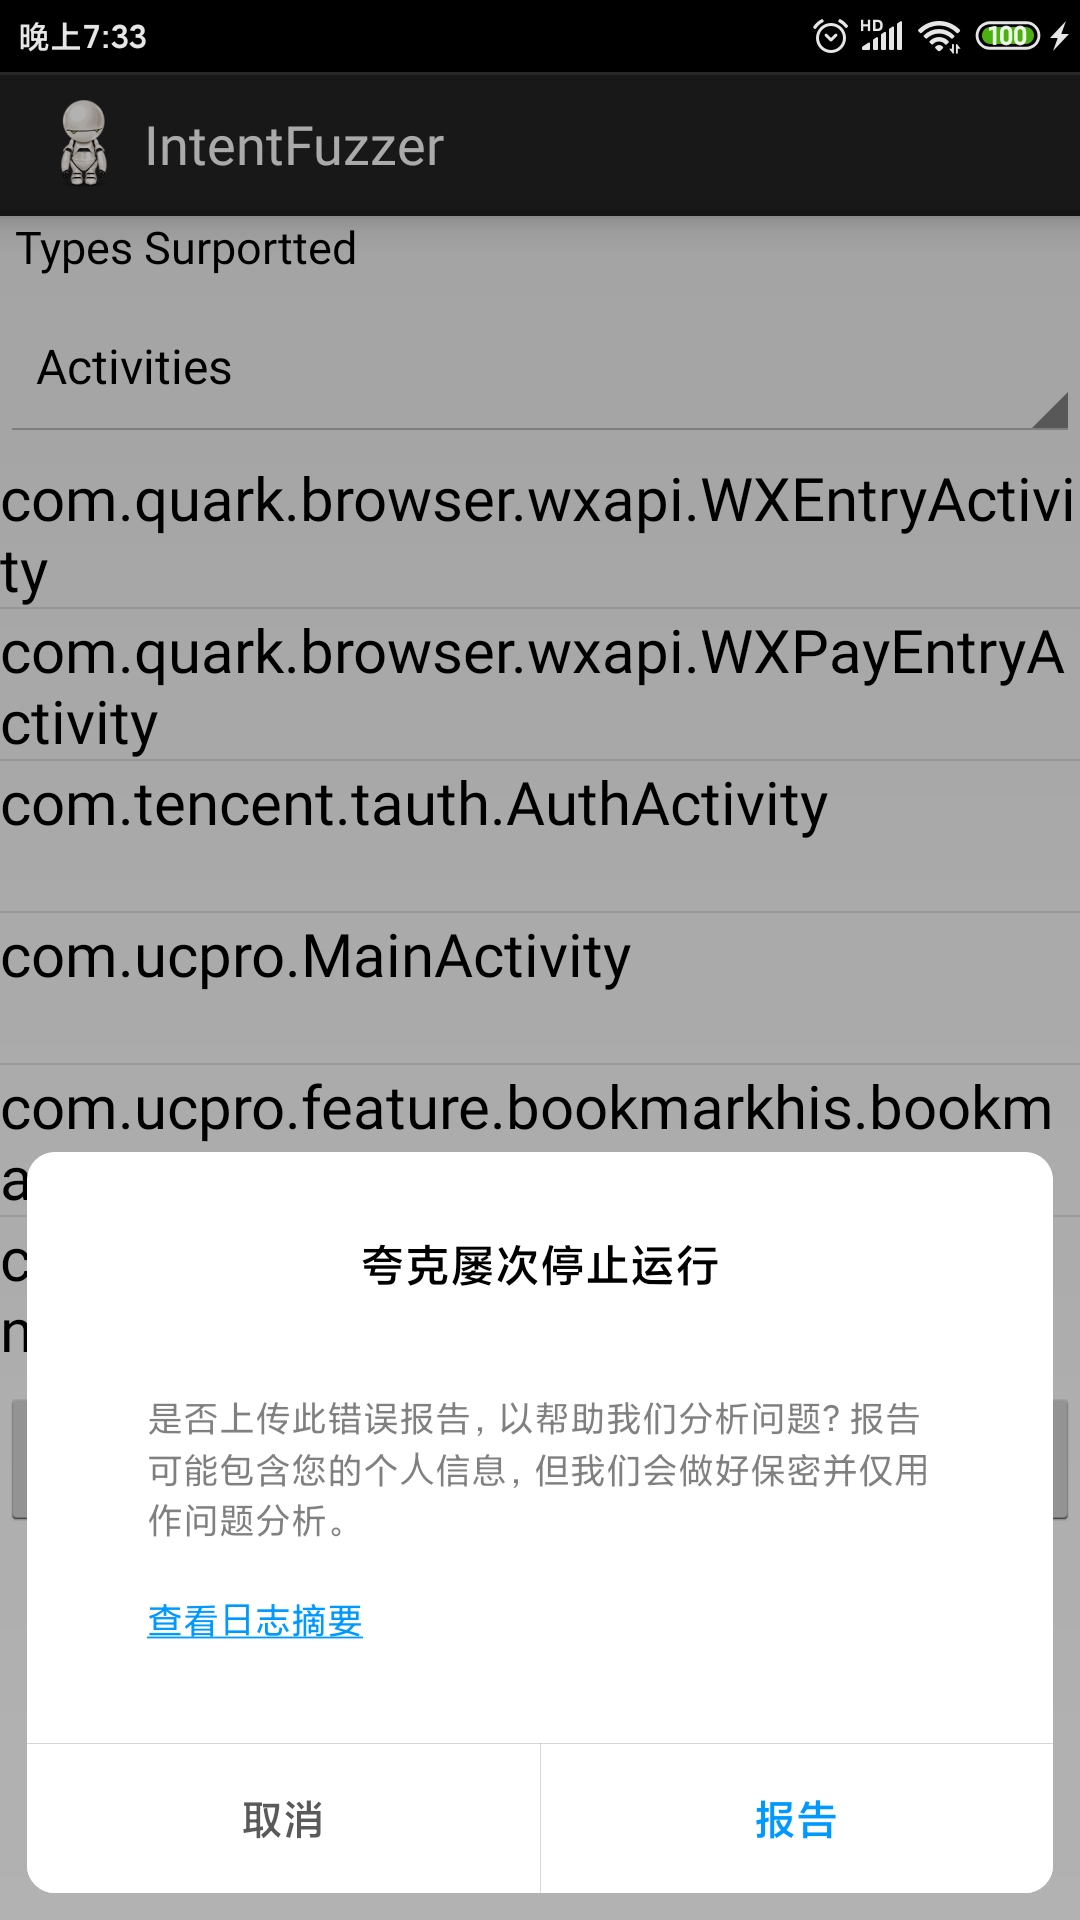 晚上7:33
HD
100
IntentFuzzer
Types Surportted
Activities
com.quark.browser.wxapi.WXEntryActivi
ty
com.quark.browser.wxapi.WXPayEntryA
ctivity
com.tencent.tauth.AuthActivity
com.ucpro.MainActivity
com.ucpro.feature.bookmarkhis.bookm
a
c
夸克屡次停止运行
是否上传此错误报告，以帮助我们分析问题？报告
可能包含您的个人信息，但我们会做好保密并仅用
作问题分析。
查看日志摘要
取消
报告